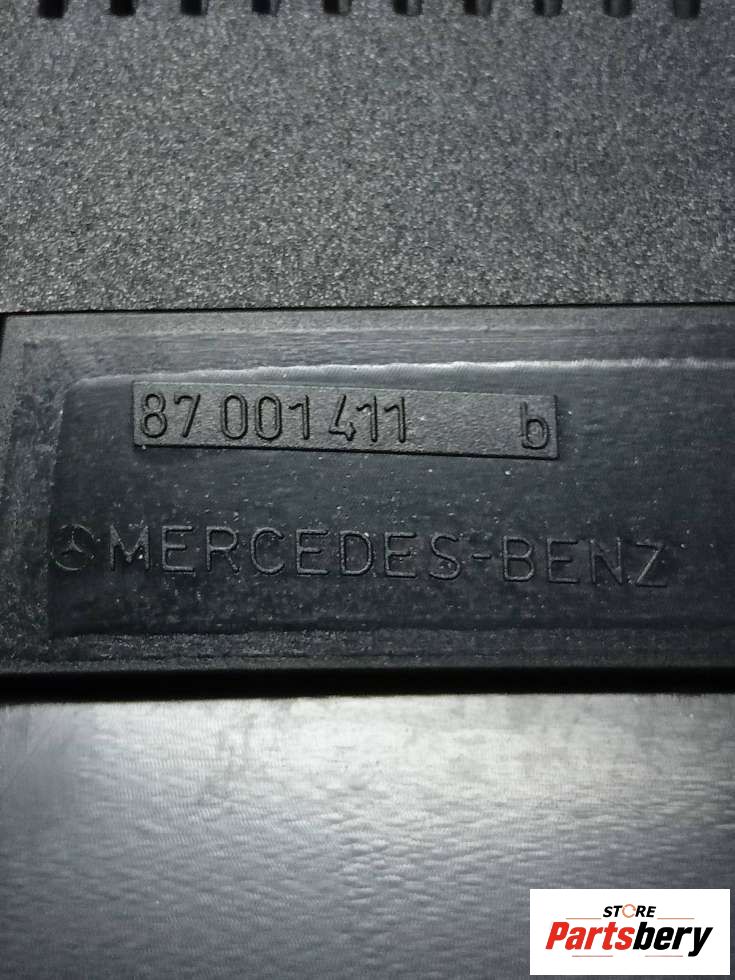 87 001 411 b
MERCEDES-BENZ
STORE
Partsbery